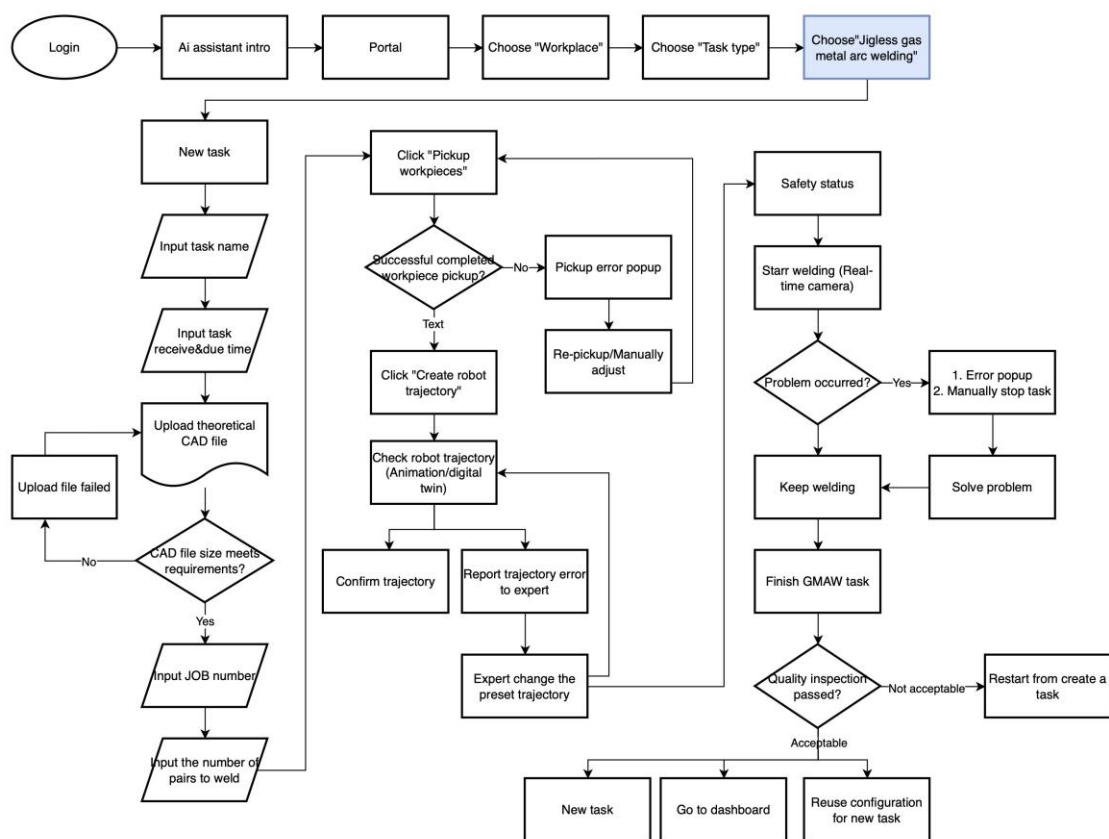 Login
Ai assistant intro
Portal
Choose "Workplace"
Choose "Task type"
Choose"Jigless gas
metal arc welding"
New task
Input task name
Input task
receive&due time
Upload theoretical
CAD file
Upload file failed
CAD file size meets
requirements?
No
Yes
Input JOB number
Input the number of
pairs to weld
Click "Pickup
workpieces"
Successful completed
workpiece pickup?
No
Pickup error popup
Re-pickup/Manually
adjust
Text
Click "Create robot
trajectory"
Check robot trajectory
(Animation/digital
twin)
Confirm trajectory
Report trajectory error
to expert
Expert change the
preset trajectory
Safety status
Starr welding (Real-
time camera)
Problem occurred?
Yes
1. Error popup
2. Manually stop task
Solve problem
Keep welding
Finish GMAW task
Quality inspection
passed?
Not acceptable
Restart from create a
task
Acceptable
New task
Go to dashboard
Reuse configuration
for new task